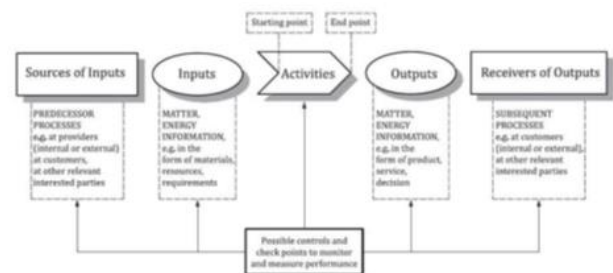 Starting point
End point
Sources of Inputs
Inputs
Activities
Outputs
Receivers of Outputs
PREDECESSOR
PROCESSES
e.g. at providers
(internal or external)
at customers,
at other relevant
interested parties
MATTER,
ENERGY
INFORMATION,
e.g. in the
form of materials,
resources,
requirements
MATTER,
ENERGY
INFORMATION,
e.g. in the
form of product,
service,
decision
SUBSEQUENT
PROCESSES
e.g. at customers
(internal or external),
at other relevant
interested parties
Possible controls and
check points to monitor
and measure performance